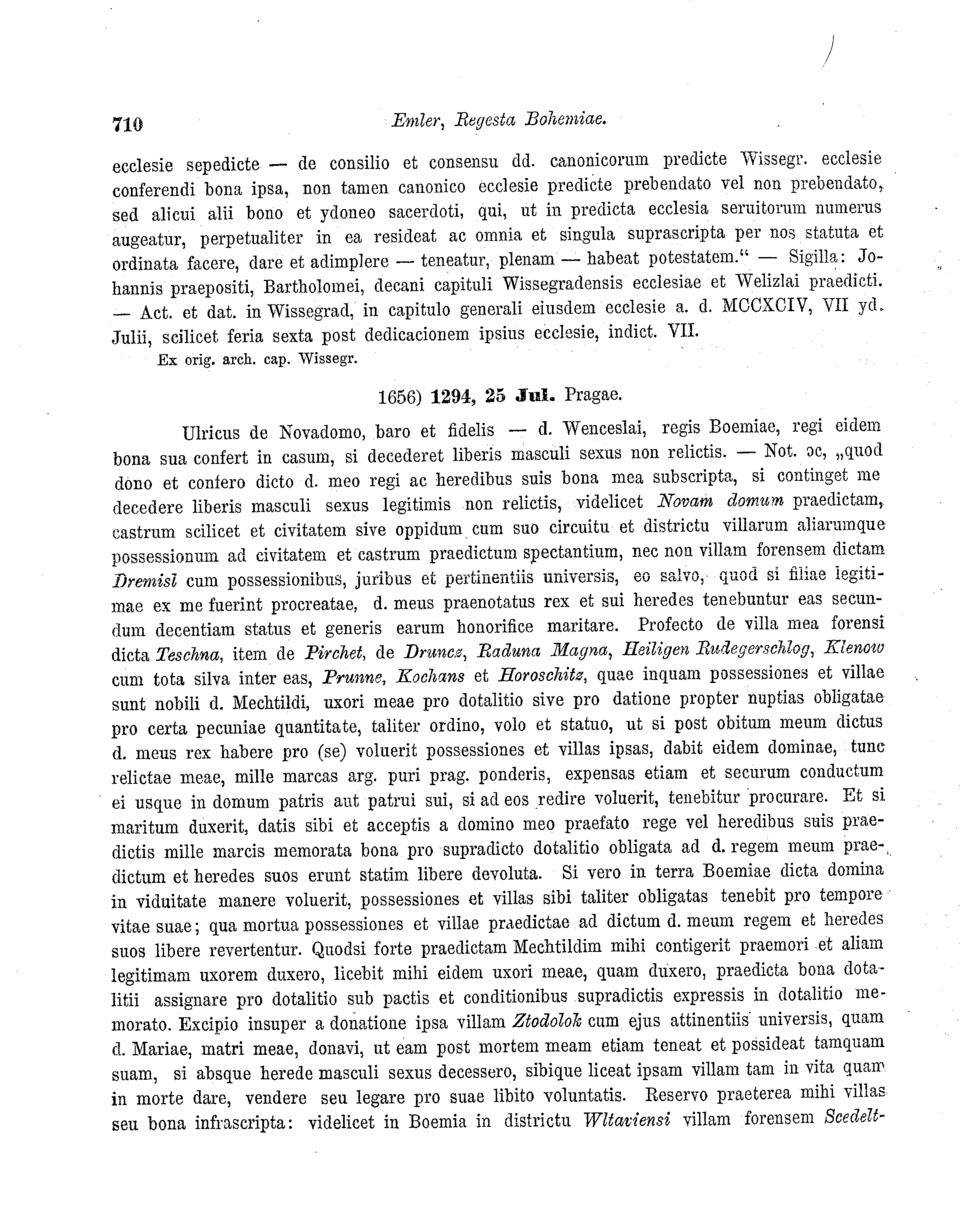 710 Emler, Regesta Bohemiae.
ecclesie sepedicte — de consilio et consensu dd. canonicorum predicte Wissegr. ecclesie
conferendi bona ipsa, non tamen canonico ecclesie predicte prebendato vel non prebendato,
sed alicui alii bono et ydoneo sacerdoti, qui, ut in predicta ecclesia seruitorum numerus
augeatur, perpetualiter in ea resideat ac omnia et singula suprascripta per nos statuta et
ordinata facere, dare et adimplere — teneatur, plenam — habeat potestatem.“ — Sigilla: Jo-
hannis praepositi, Bartholomei, decani capituli Wissegradensis ecclesiae et Welizlai praedicti.
— Act. et dat. in Wissegrad, in capitulo generali eiusdem ecclesie a. d. MCCXCIV, VII yd.
Julii, scilicet feria sexta post dedicacionem ipsius ecclesie, indict. VII.
Ex orig. arch. cap. Wissegr.
1656) 1294, 25 Jul. Pragae.
Ulricus de Novadomo, baro et fidelis — d. Wenceslai, regis Boemiae, regi eidem
bona sua confert in casum, si decederet liberis masculi sexus non relictis. — Not. ɔc, „quod
dono et confero dicto d. meo regi ac heredibus suis bona mea subscripta, si continget me
decedere liberis masculi sexus legitimis non relictis, videlicet Novam domum praedictam,
castrum scilicet et civitatem sive oppidum cum suo circuitu et districtu villarum aliarumque
possessionum ad civitatem et castrum praedictum spectantium, nec non villam forensem dictam
Dremisl cum possessionibus, juribus et pertinentiis universis, eo salvo, quod si filiae legiti-
mae ex me fuerint procreatae, d. meus praenotatus rex et sui heredes tenebuntur eas secun-
dum decentiam status et generis earum honorifice maritare. Profecto de villa mea forensi
dicta Teschna, item de Pirchet, de Druncz, Raduna Magna, Heiligen Rudegerschlog, Klenow
cum tota silva inter eas, Prunne, Kochans et Horoschitz, quae inquam possessiones et villae
sunt nobili d. Mechtildi, uxori meae pro dotalitio sive pro datione propter nuptias obligatae
pro certa pecuniae quantitate, taliter ordino, volo et statuo, ut si post obitum meum dictus
d. meus rex habere pro (se) voluerit possessiones et villas ipsas, dabit eidem dominae, tunc
relictae meae, mille marcas arg. puri prag. ponderis, expensas etiam et securum conductum
ei usque in domum patris aut patrui sui, si ad eos redire voluerit, tenebitur procurare. Et si
maritum duxerit, datis sibi et acceptis a domino meo praefato rege vel heredibus suis prae-
dictis mille marcis memorata bona pro supradicto dotalitio obligata ad d. regem meum prae-
dictum et heredes suos erunt statim libere devoluta. Si vero in terra Boemiae dicta domina
in viduitate manere voluerit, possessiones et villas sibi taliter obligatas tenebit pro tempore
vitae suae; qua mortua possessiones et villae praedictae ad dictum d. meum regem et heredes
suos libere revertentur. Quodsi forte praedictam Mechtildim mihi contigerit praemori et aliam
legitimam uxorem duxero, licebit mihi eidem uxori meae, quam duxero, praedicta bona dota-
litii assignare pro dotalitio sub pactis et conditionibus supradictis expressis in dotalitio me-
morato. Excipio insuper a donatione ipsa villam Ztodolok cum ejus attinentiis universis, quam
d. Mariae, matri meae, donavi, ut eam post mortem meam etiam teneat et possideat tamquam
suam, si absque herede masculi sexus decessero, sibique liceat ipsam villam tam in vita quam
in morte dare, vendere seu legare pro suae libito voluntatis. Reservo praeterea mihi villas
seu bona infrascripta: videlicet in Boemia in districtu Wltaviensi villam forensem Scedelt-